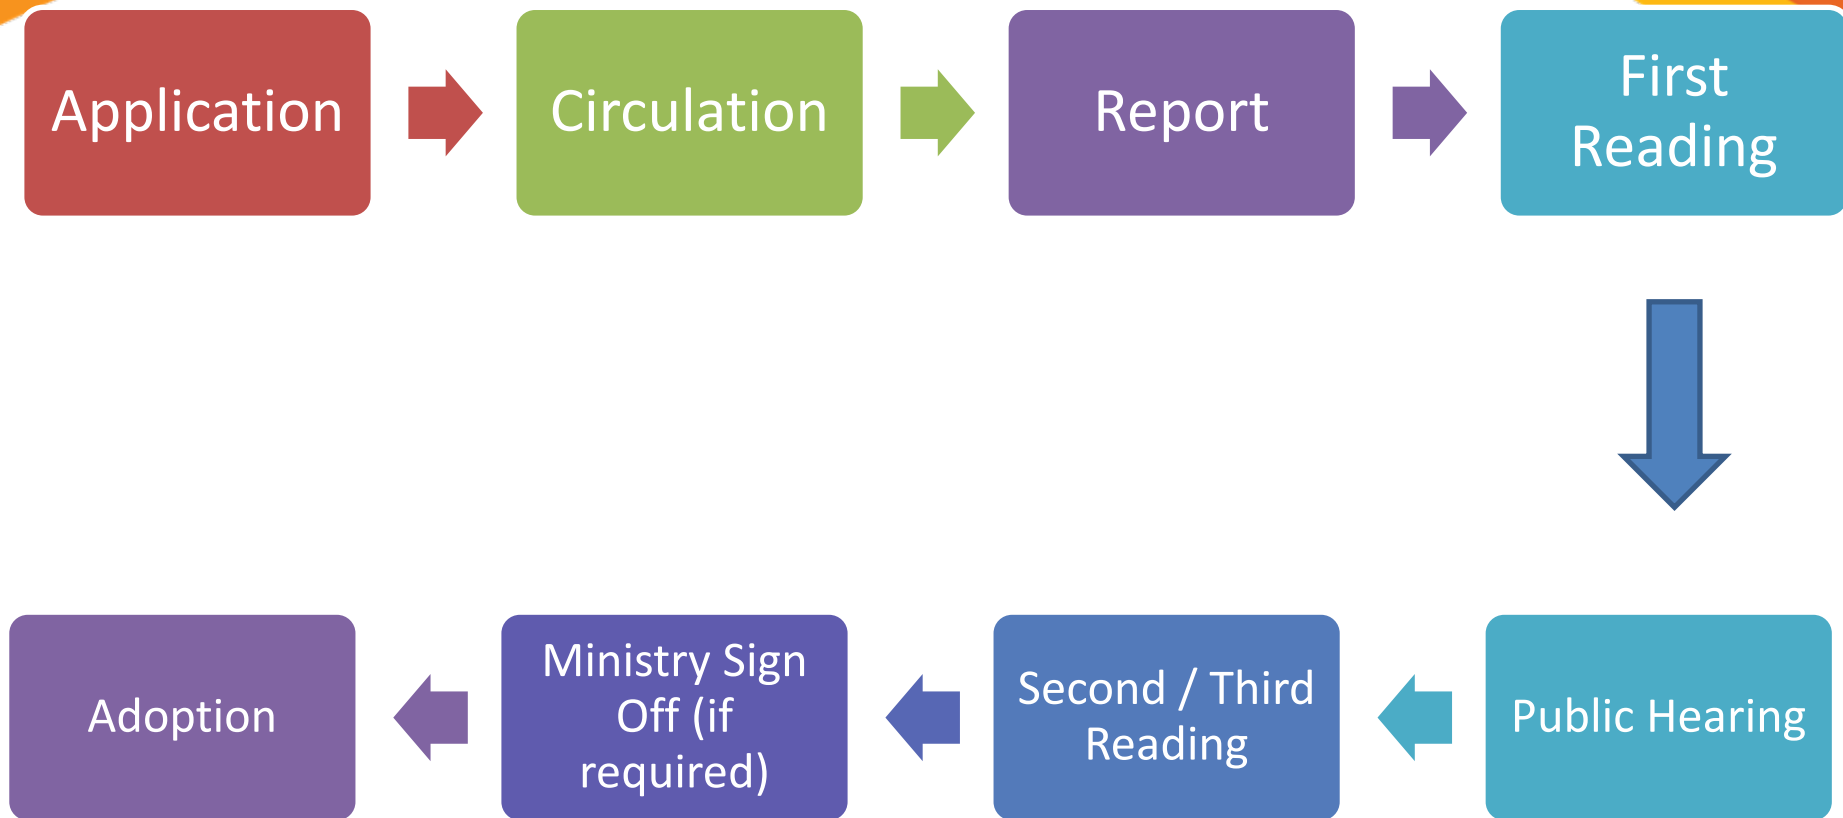 Application
Circulation
Report
First
Reading
Public Hearing
Second / Third
Reading
Ministry Sign
Off (if
required)
Adoption